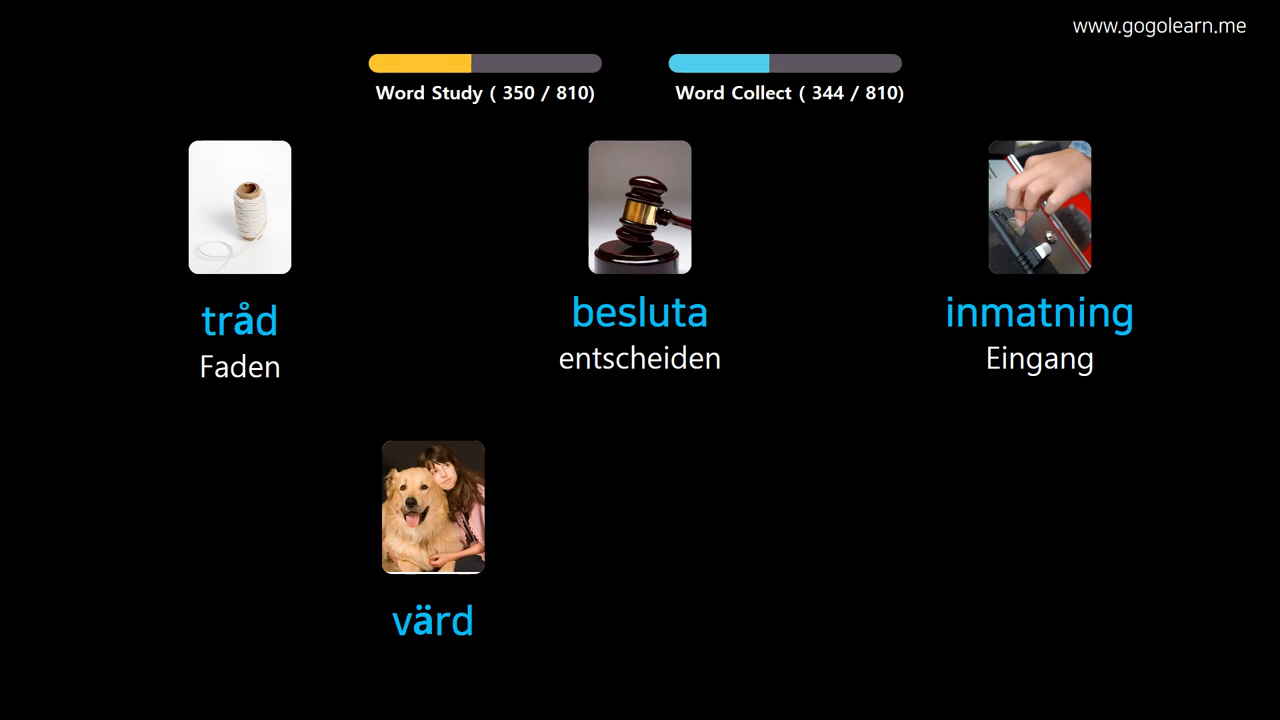 www.gogolearn.me
Word Study ( 350 / 810)
Word Collect ( 344 / 810)
tråd
Faden
besluta
entscheiden
inmatning
Eingang
värd